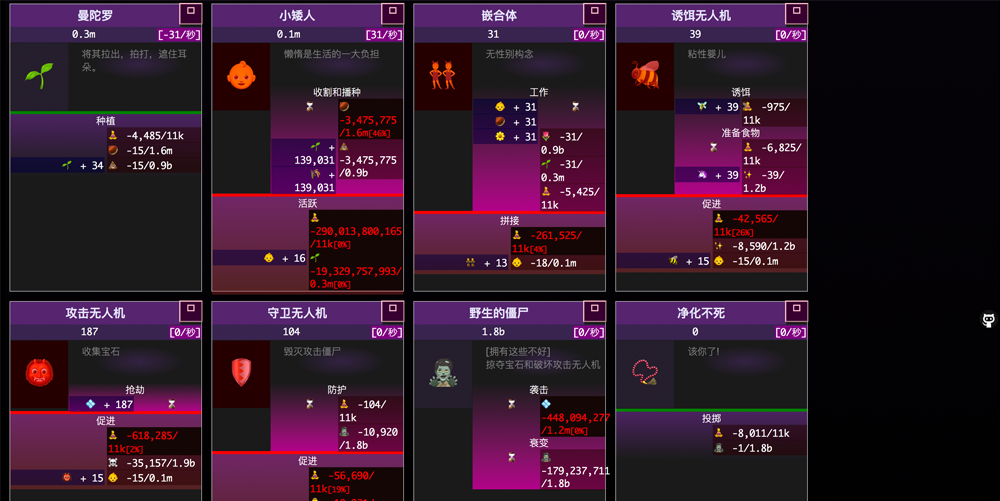 曼陀罗
0.3m [-31/秒]
将其拉出，拍打，遮住耳
朵。
种植
-4,485/11k
-15/1.6m
+ 34 -15/0.9b
小矮人
0.1m [31/秒]
懒惰是生活的一大负担
收割和播种
-3,475,775
/1.6m[46%]
+
139,031
-3,475,775
/0.9b
+
139,031
活跃
-290,013,800,165
/11k[0%]
+ 16
-19,329,757,993/
0.3m[0%]
嵌合体
31 [0/秒]
无性别构念
工作
+ 31
+ 31
+ 31
-31/
0.9b
-31/
0.3m
-5,425/
11k
拼接
-261,525/
11k[4%]
+ 13 -18/0.1m
诱饵无人机
39 [0/秒]
粘性婴儿
诱饵
+ 39 -975/
11k
准备食物
-6,825/
11k
+ 39 -39/
1.2b
促进
-42,565/
11k[26%]
-8,590/1.2b
+ 15 -15/0.1m
攻击无人机
187 [0/秒]
收集宝石
抢劫
+ 187
促进
-618,285/
11k[2%]
-35,157/1.9b
+ 15 -15/0.1m
守卫无人机
104 [0/秒]
毁灭攻击僵尸
防护
-104/
11k
-10,920
/1.8b
促进
-56,690/
11k[19%]
野生的僵尸
1.8b [0/秒]
[拥有这些不好]
掠夺宝石和破坏攻击无人机
袭击
-448,094,277
/1.2m[0%]
衰变
-179,237,711
/1.8b
净化不死
0 [0/秒]
该你了！
投掷
-8,011/11k
-1/1.8b